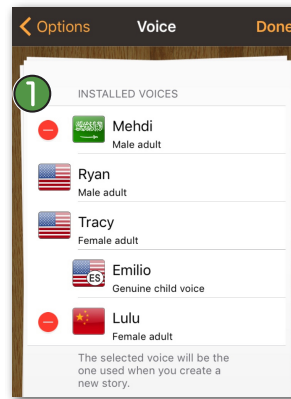 Options Voice Done
1
INSTALLED VOICES
Mehdi
Male adult
Ryan
Male adult
Tracy
Female adult
ES Emilio
Genuine child voice
Lulu
Female adult
The selected voice will be the
one used when you create a
new story.